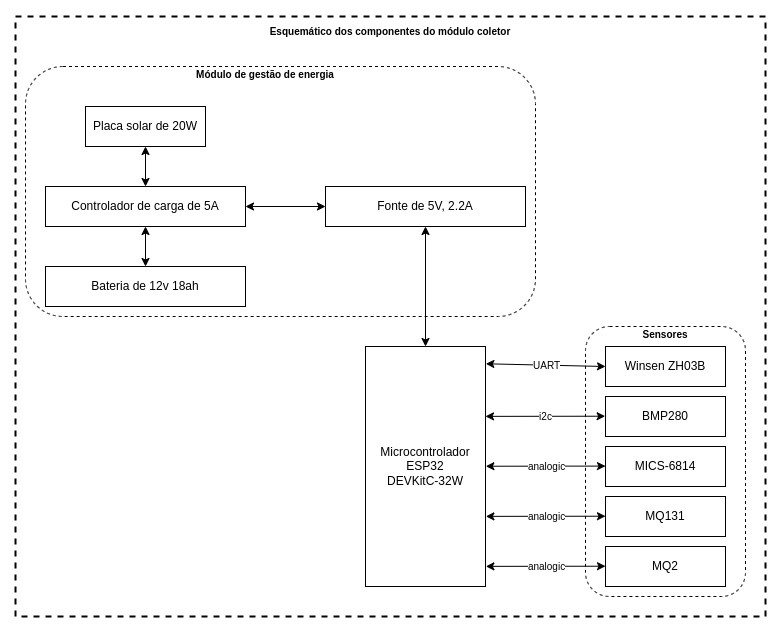 Esquemático dos componentes do módulo coletor
Módulo de gestão de energia
Placa solar de 20W
Controlador de carga de 5A
Fonte de 5V, 2.2A
Bateria de 12v 18ah
Sensores
Microcontrolador
ESP32
DEVKitC-32W
UART
Winsen ZH03B
i2c
BMP280
analogic
MICS-6814
analogic
MQ131
analogic
MQ2